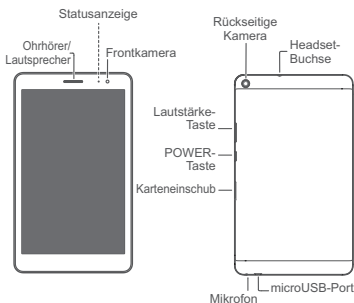 Statusanzeige
Ohrhörer/
Lautsprecher
Frontkamera
Rückseitige
Kamera
Headset-
Buchse
Lautstärke-
Taste
POWER-
Taste
Karteneinschub
Mikrofon
microUSB-Port